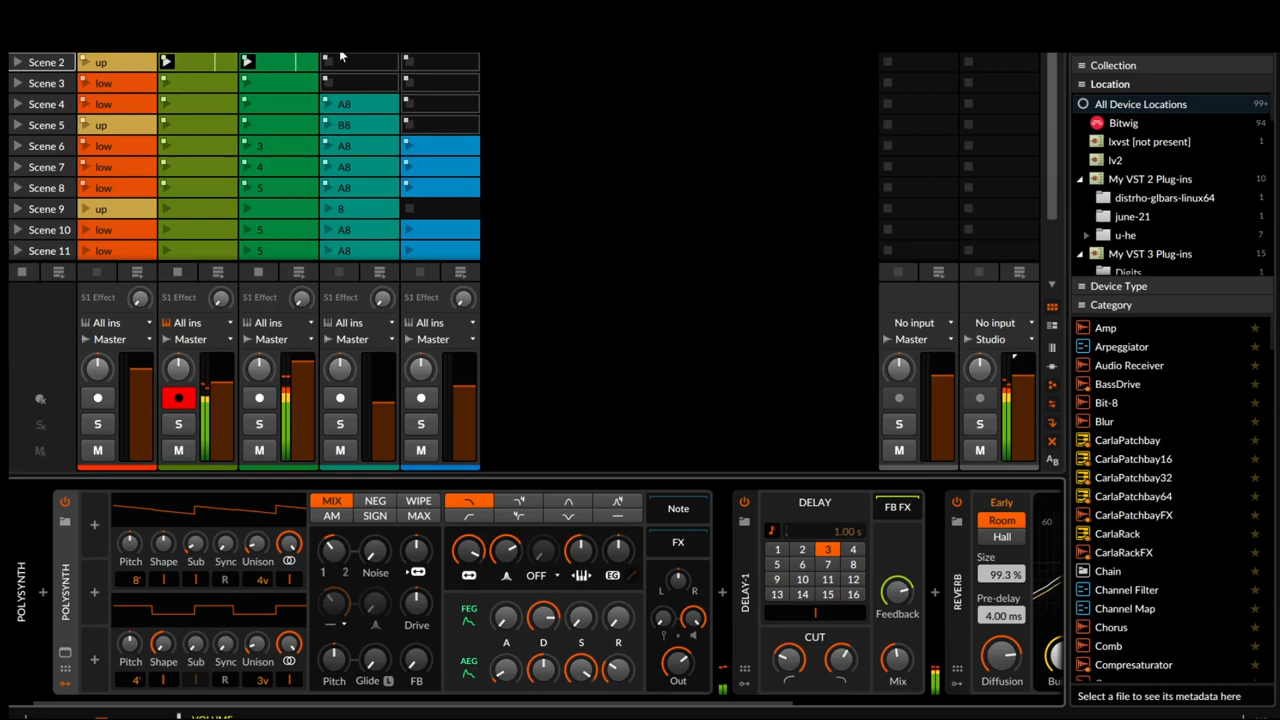 Scene 2 up
Scene 3 low
Scene 4 low A8
Scene 5 up B8
Scene 6 low 3 A8
Scene 7 low 4 A8
Scene 8 low 5 A8
Scene 9 up 8
Scene 10 low 5 A8
Scene 11 low 5 A8
S1 Effect S1 Effect S1 Effect S1 Effect S1 Effect
All ins All ins All ins All ins All ins No input No input
Master Master Master Master Master Master Studio
S S S S S S S
M M M M M M M
A B
Collection
Location
All Device Locations 99+
Bitwig 94
lxvst [not present] 1
lv2 1
My VST 2 Plug-ins 10
distrho-glbars-linux64 1
june-21 1
u-he 7
My VST 3 Plug-ins 15
Digits 1
Device Type
Category
Amp
Arpeggiator
Audio Receiver
BassDrive
Bit-8
Blur
CarlaPatchbay
CarlaPatchbay16
CarlaPatchbay32
CarlaPatchbay64
CarlaPatchbayFX
CarlaRack
CarlaRackFX
Chain
Channel Filter
Channel Map
Chorus
Comb
Compresaturator
Select a file to see its metadata here
POLYSYNTH
POLYSYNTH
Pitch Shape Sub Sync Unison
8' R 4v
Pitch Shape Sub Sync Unison
4' R 3v
MIX NEG WIPE
AM SIGN MAX
1 2 Noise
Drive
Pitch Glide L FB
OFF EG
FEG
A D S R
AEG
Note
FX
L R
Out
DELAY-1
DELAY
1.00 s
1 2 3 4
5 6 7 8
9 10 11 12
13 14 15 16
CUT
FB FX
Feedback
Mix
REVERB
Early
Room
Hall
Size
99.3 %
Pre-delay
4.00 ms
Diffusion
60
Bu
VOLUME